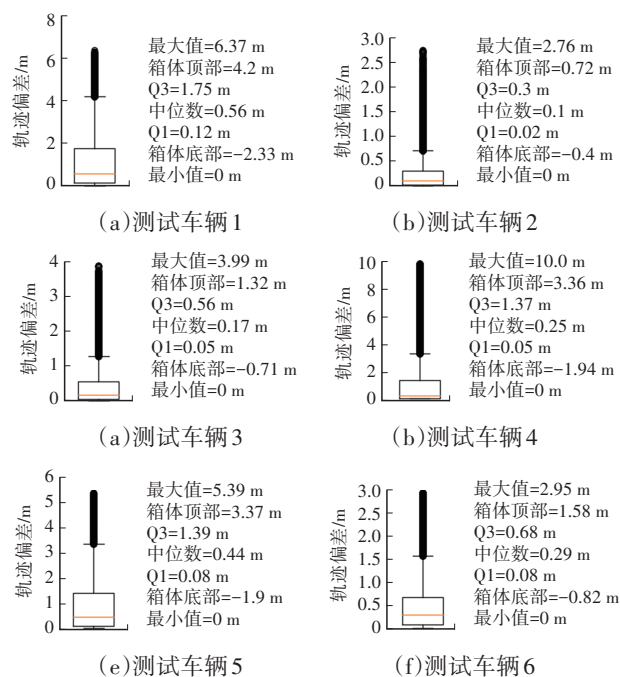 8
6
4
2
0
轨迹偏差/m
最大值=6.37 m
箱体顶部=4.2 m
Q3=1.75 m
中位数=0.56 m
Q1=0.12 m
箱体底部=-2.33 m
最小值=0 m
(a)测试车辆1
3.0
2.5
2.0
1.5
1.0
0.5
0
轨迹偏差/m
最大值=2.76 m
箱体顶部=0.72 m
Q3=0.3 m
中位数=0.1 m
Q1=0.02 m
箱体底部=-0.4 m
最小值=0 m
(b)测试车辆2
4
3
2
1
0
轨迹偏差/m
最大值=3.99 m
箱体顶部=1.32 m
Q3=0.56 m
中位数=0.17 m
Q1=0.05 m
箱体底部=-0.71 m
最小值=0 m
(a)测试车辆3
10
8
6
4
2
0
轨迹偏差/m
最大值=10.0 m
箱体顶部=3.36 m
Q3=1.37 m
中位数=0.25 m
Q1=0.05 m
箱体底部=-1.94 m
最小值=0 m
(b)测试车辆4
6
5
4
3
2
1
0
轨迹偏差/m
最大值=5.39 m
箱体顶部=3.37 m
Q3=1.39 m
中位数=0.44 m
Q1=0.08 m
箱体底部=-1.9 m
最小值=0 m
(e)测试车辆5
3.0
2.5
2.0
1.5
1.0
0.5
0
轨迹偏差/m
最大值=2.95 m
箱体顶部=1.58 m
Q3=0.68 m
中位数=0.29 m
Q1=0.08 m
箱体底部=-0.82 m
最小值=0 m
(f)测试车辆6